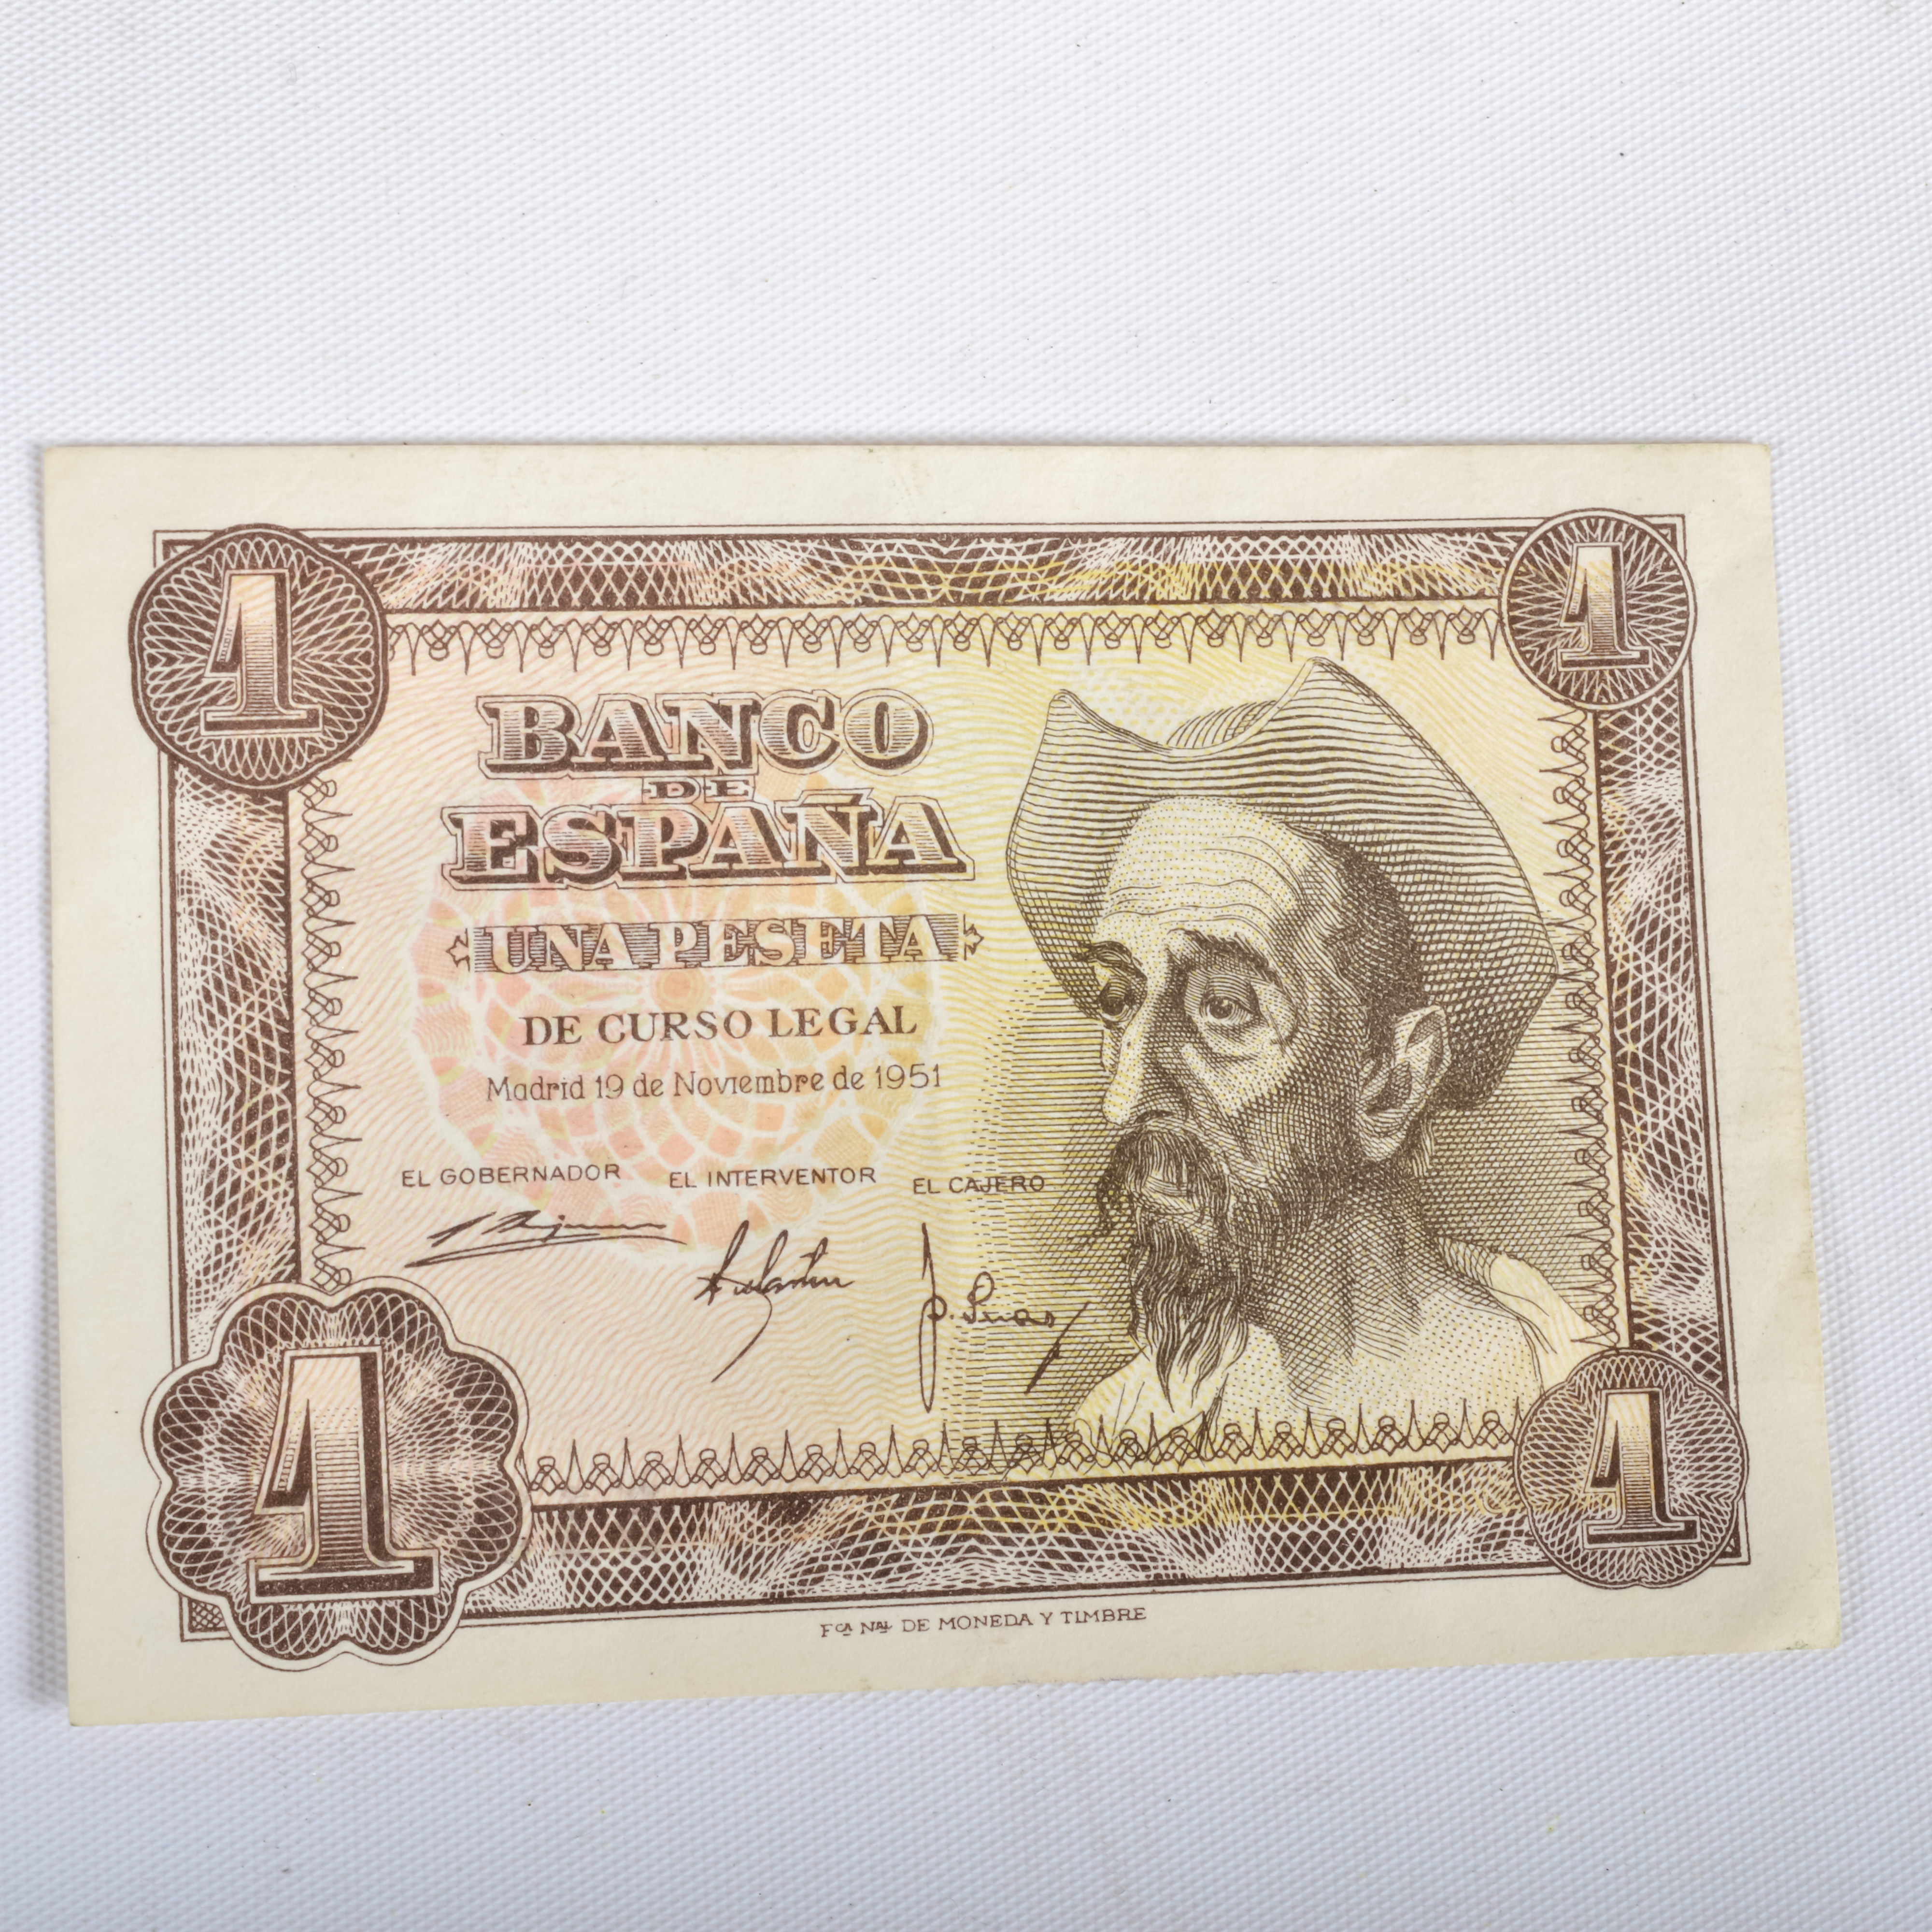 1 1
BANCO
DE
ESPAÑA
UNA PESETA
DE CURSO LEGAL
Madrid 19 de Noviembre de 1951
EL GOBERNADOR EL INTERVENTOR EL CAJERO
1 1
FCA NAL DE MONEDA Y TIMBRE